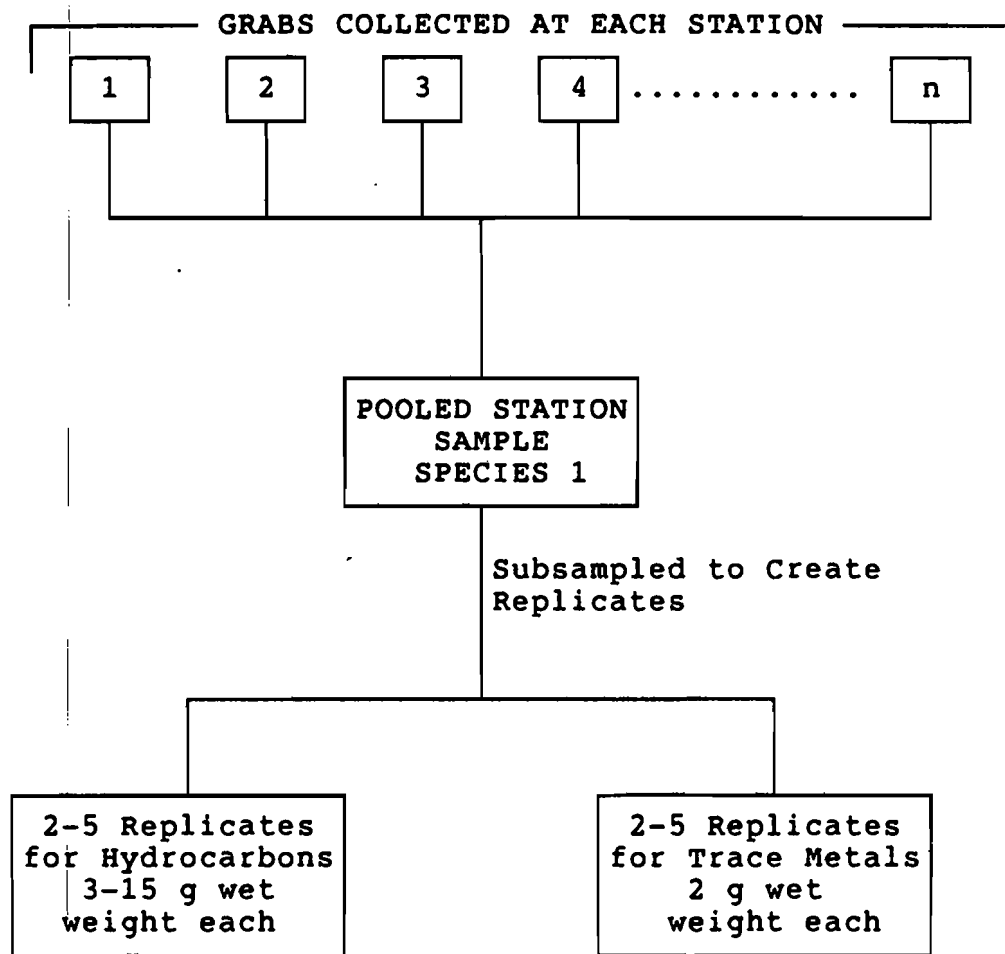 GRABS COLLECTED AT EACH STATION
1 2 3 4 ............ n
POOLED STATION
SAMPLE
SPECIES 1
Subsampled to Create
Replicates
2-5 Replicates
for Hydrocarbons
3-15 g wet
weight each
2-5 Replicates
for Trace Metals
2 g wet
weight each